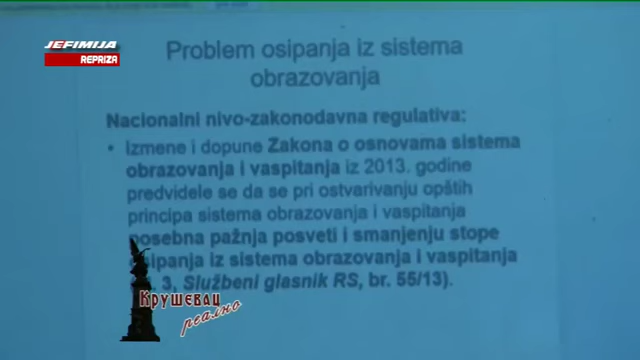 JEFIMIJA
REPRIZA
Problem osipanja iz sistema
obrazovanja
Nacionalni nivo-zakonodavna regulativa:
• Izmene i dopune Zakona o osnovama sistema
obrazovanja i vaspitanja iz 2013. godine
predvidele se da se pri ostvarivanju opštih
principa sistema obrazovanja i vaspitanja
posebna pažnja posveti i smanjenju stope
osipanja iz sistema obrazovanja i vaspitanja
3, Službeni glasnik RS, br. 55/13).
Крушевац
реално